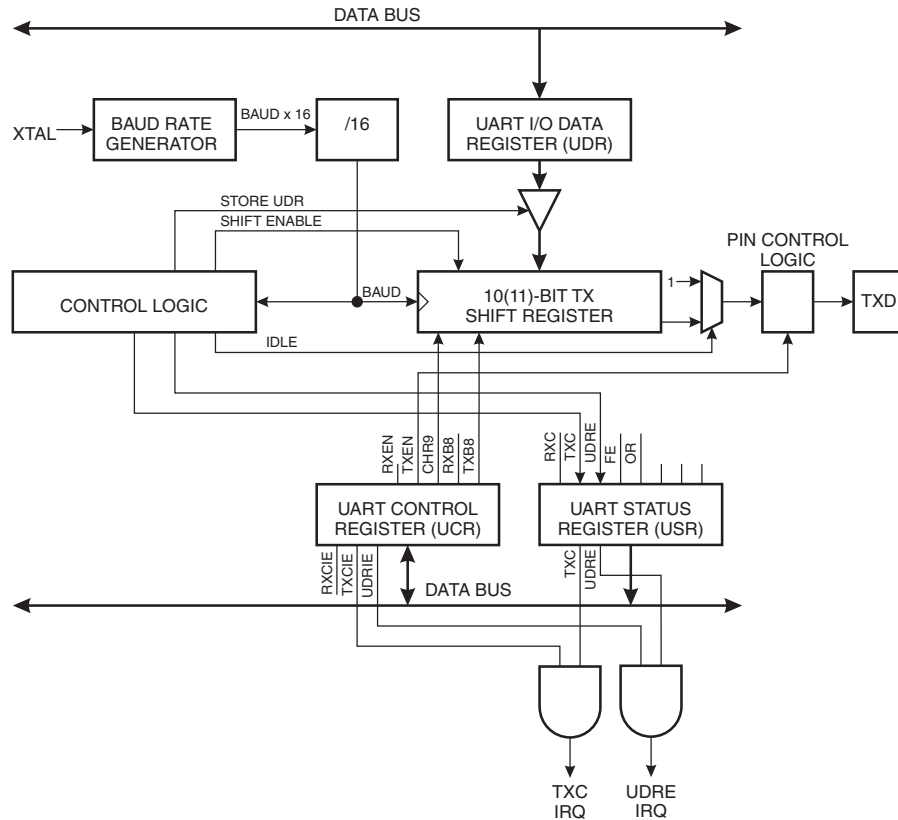 DATA BUS
XTAL
BAUD RATE
GENERATOR
BAUD x 16
/16
UART I/O DATA
REGISTER (UDR)
STORE UDR
SHIFT ENABLE
PIN CONTROL
LOGIC
CONTROL LOGIC
BAUD
10(11)-BIT TX
SHIFT REGISTER
1
TXD
IDLE
RXEN
TXEN
CHR9
RXB8
TXB8
RXC
TXC
UDRE
FE
OR
UART CONTROL
REGISTER (UCR)
UART STATUS
REGISTER (USR)
RXCIE
TXCIE
UDRIE
TXC
UDRE
DATA BUS
TXC
IRQ
UDRE
IRQ